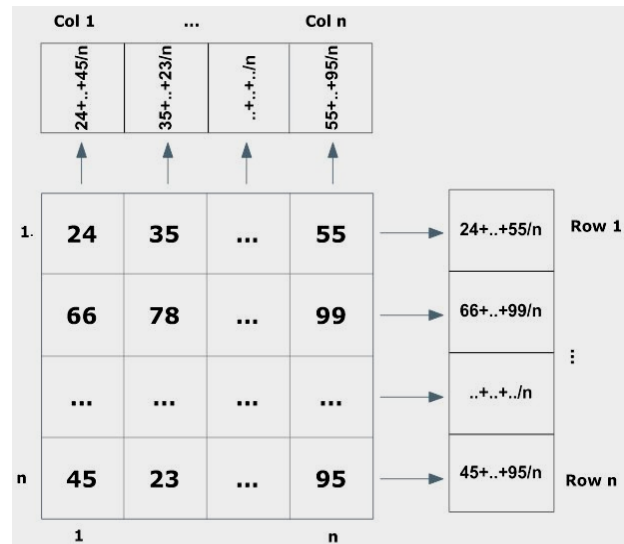 Col 1 ... Col n
24+..+45/n 35+..+23/n ..+..+../n 55+..+95/n
1. 24 35 ... 55 24+..+55/n Row 1
66 78 ... 99 66+..+99/n
...
... ... ... ... ..+..+../n
n 45 23 ... 95 45+..+95/n Row n
1 n